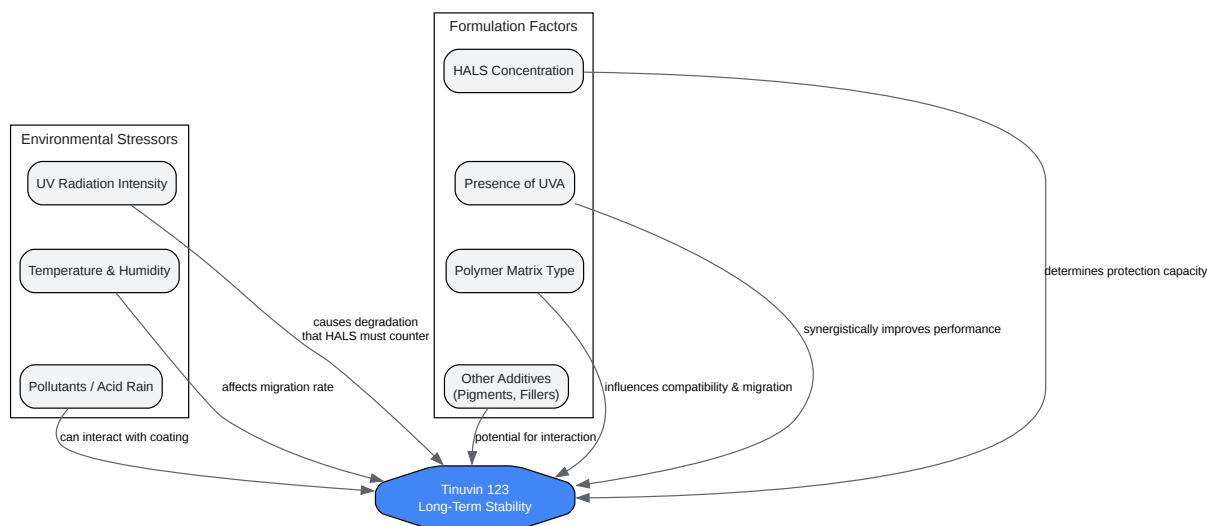 Formulation Factors
HALS Concentration
Environmental Stressors
UV Radiation Intensity
Presence of UVA
Temperature & Humidity
Polymer Matrix Type
determines protection capacity
causes degradation
that HALS must counter
synergistically improves performance
Pollutants / Acid Rain
affects migration rate
Other Additives
(Pigments, Fillers)
influences compatibility & migration
can interact with coating
potential for interaction
Tinuvin 123
Long-Term Stability